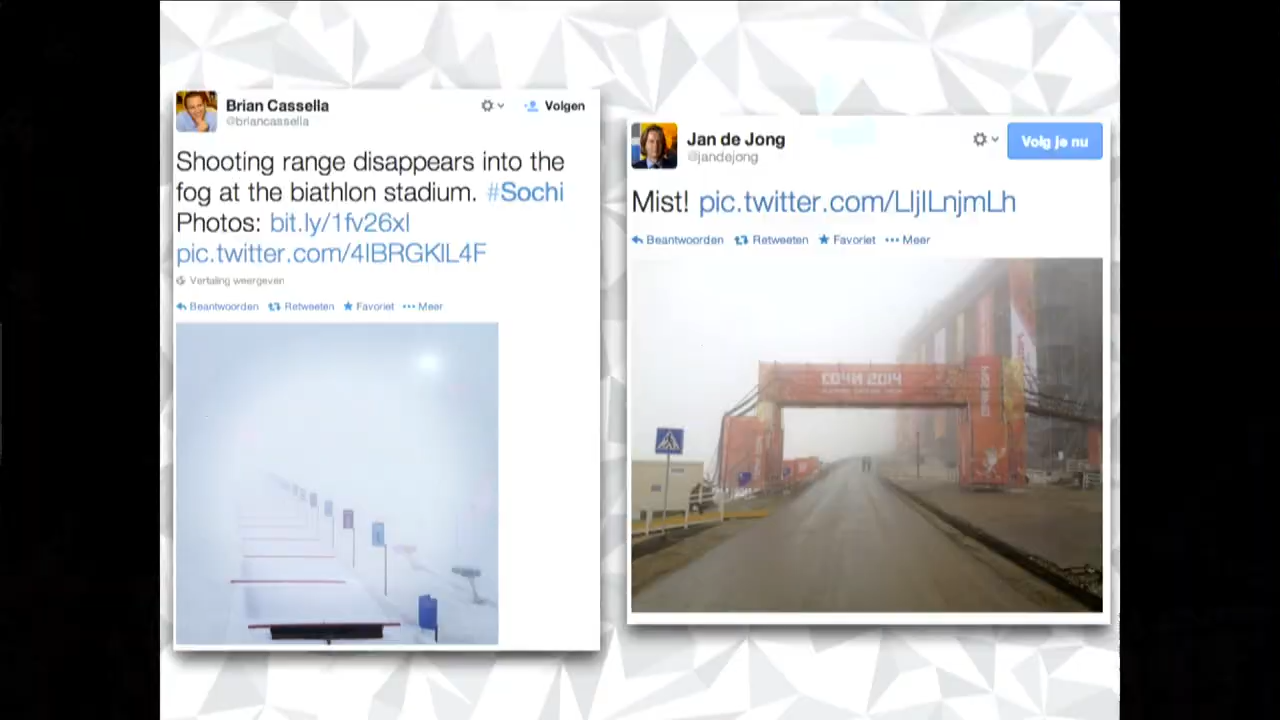 Brian Cassella
@briancassella
Volgen
Shooting range disappears into the
fog at the biathlon stadium. #Sochi
Photos: bit.ly/1fv26xl
pic.twitter.com/4IBRGKlL4F
Vertaling weergeven
Beantwoorden Retweeten Favoriet Meer
Jan de Jong
@jandejong
Volg je nu
Mist! pic.twitter.com/LljlLnjmLh
Beantwoorden Retweeten Favoriet Meer
СОЧИ 2014